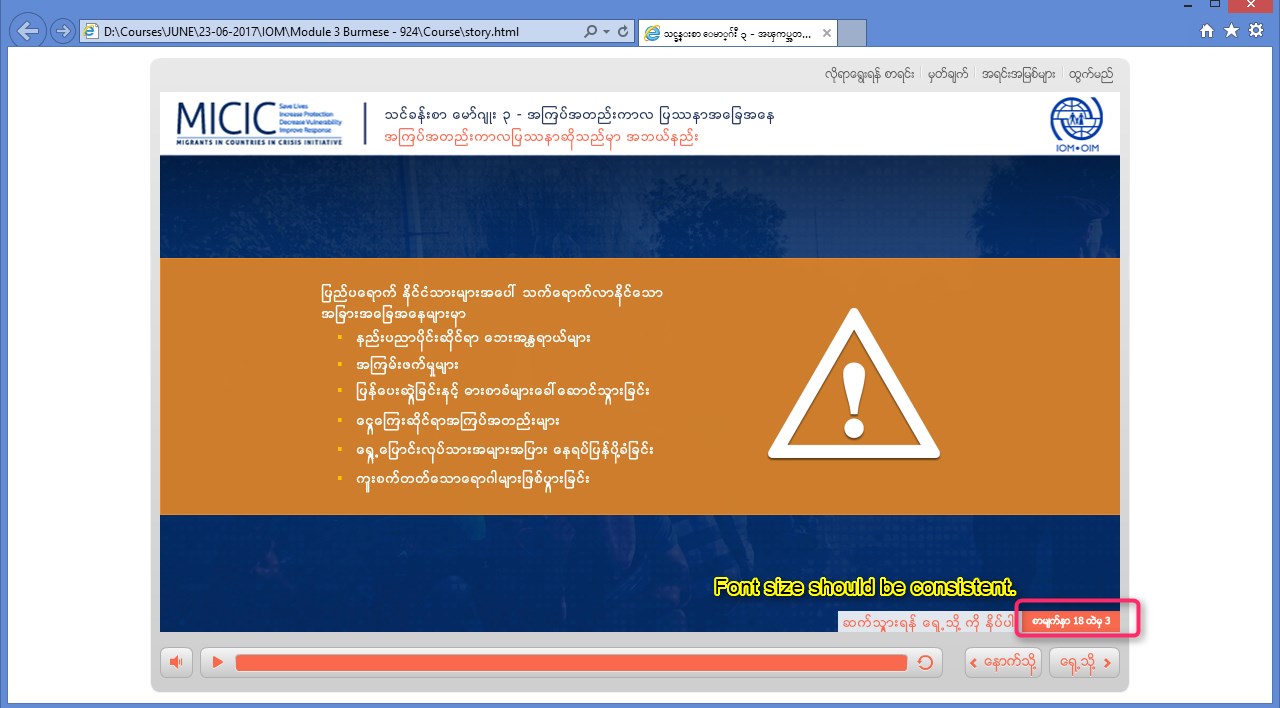 D:\Courses\JUNE\23-06-2017\IOM\Module 3 Burmese - 924\Course\story.html
လိုရာရွေးရန် စာရင်း မှတ်ချက် အရင်းအမြစ်များ ထွက်မည်
MICIC
Save Lives
Increase Protection
Decrease Vulnerability
Improve Response
MIGRANTS IN COUNTRIES IN CRISIS INITIATIVE
သင်ခန်းစာ မော်ဂျူး ၃ - အကြပ်အတည်းကာလ ပြဿနာအခြေအနေ
အကြပ်အတည်းကာလပြဿနာဆိုသည်မှာ အဘယ်နည်း
IOM•OIM
ပြည်ပရောက် နိုင်ငံသားများအပေါ် သက်ရောက်လာနိုင်သော
အခြားအခြေအနေများမှာ
နည်းပညာပိုင်းဆိုင်ရာ ဘေးအန္တရာယ်များ
အကြမ်းဖက်မှုများ
ပြန်ပေးဆွဲခြင်းနှင့် ဓားစာခံများခေါ်ဆောင်သွားခြင်း
ငွေကြေးဆိုင်ရာအကြပ်အတည်းများ
ရွှေ့ပြောင်းလုပ်သားအများအပြား နေရပ်ပြန်ပို့ခံခြင်း
ကူးစက်တတ်သောရောဂါများဖြစ်ပွားခြင်း
Font size should be consistent.
ဆက်သွားရန် ရှေ့သို့ ကို နှိပ်ပါ
စာမျက်နှာ 18 ထဲမှ 3
နောက်သို့ ရှေ့သို့